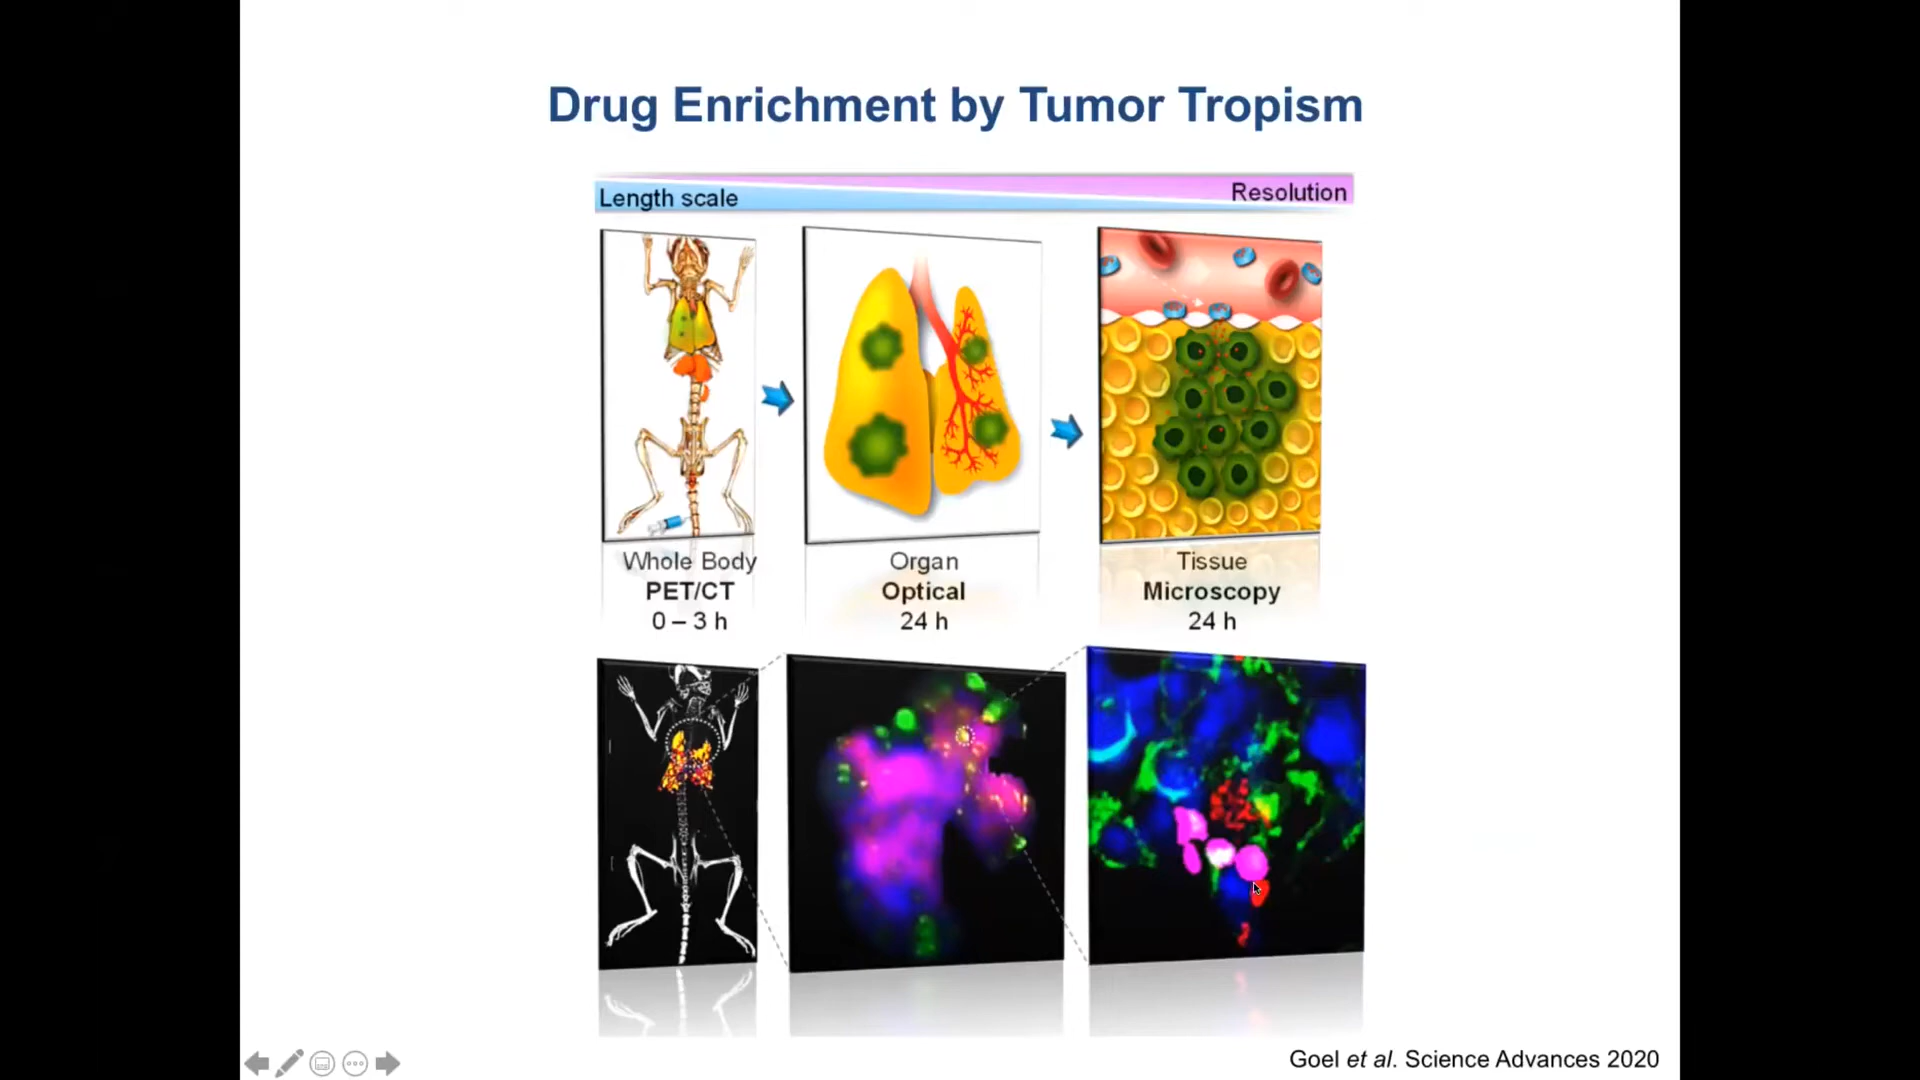 Drug Enrichment by Tumor Tropism
Length scale
Resolution
Whole Body
PET/CT
0 – 3 h
Organ
Optical
24 h
Tissue
Microscopy
24 h
Goel et al. Science Advances 2020